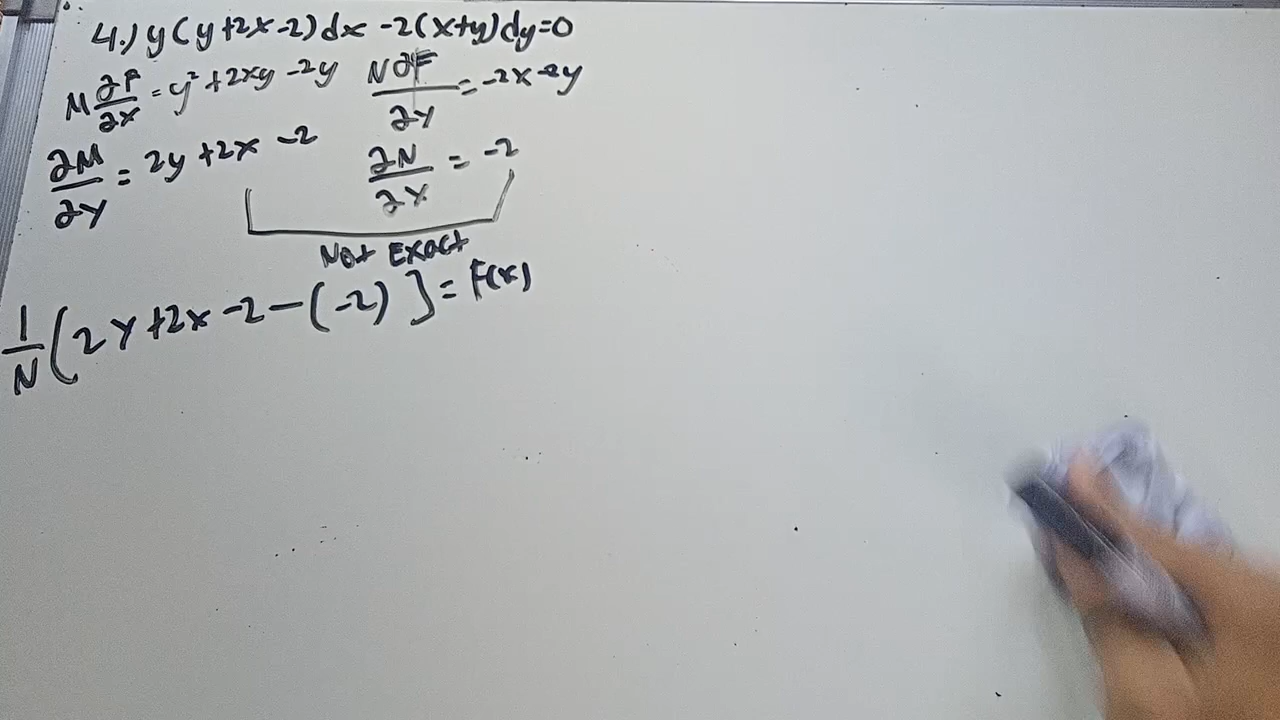 4.) y(y+2x-2)dx -2(x+y)dy=0
M ∂F/∂x = y² + 2xy - 2y   N ∂F/∂y = -2x-2y
∂M/∂y = 2y + 2x - 2   ∂N/∂x = -2
Not Exact
1/N (2y + 2x - 2 - (-2) ] = F(x)